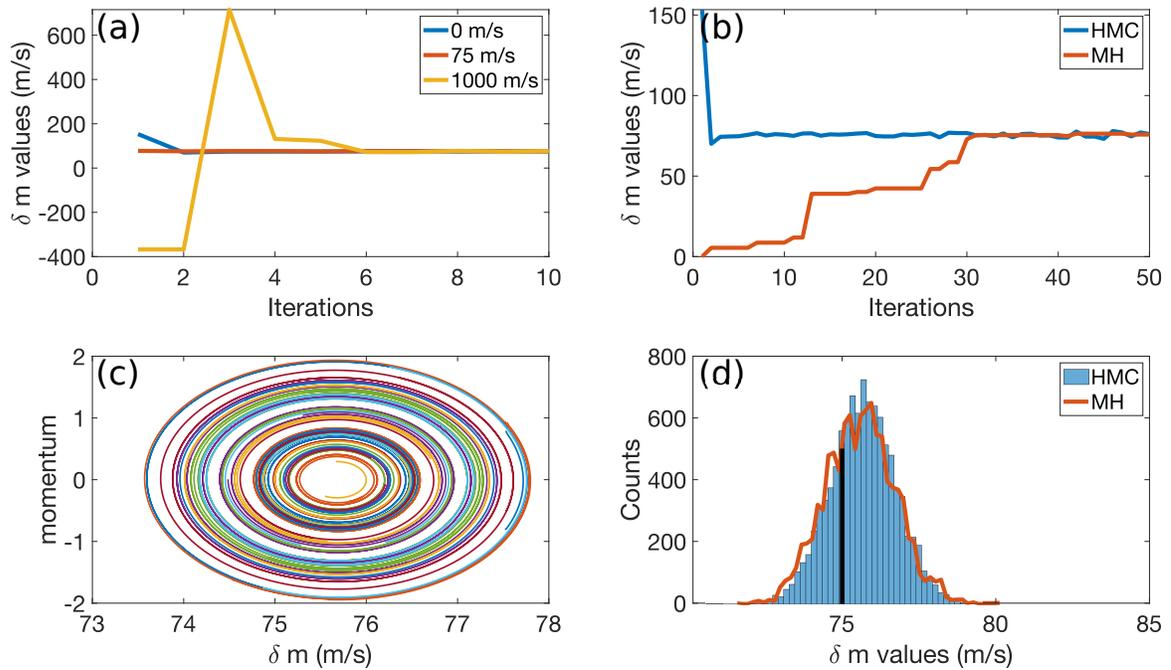 (a)
600
400
200
0
-200
-400
δ m values (m/s)
0 2 4 6 8 10
Iterations
0 m/s
75 m/s
1000 m/s
(b)
150
100
50
0
δ m values (m/s)
0 10 20 30 40 50
Iterations
HMC
MH
(c)
2
1
0
-1
-2
momentum
73 74 75 76 77 78
δ m (m/s)
(d)
800
600
400
200
0
Counts
75 80 85
δ m values (m/s)
HMC
MH